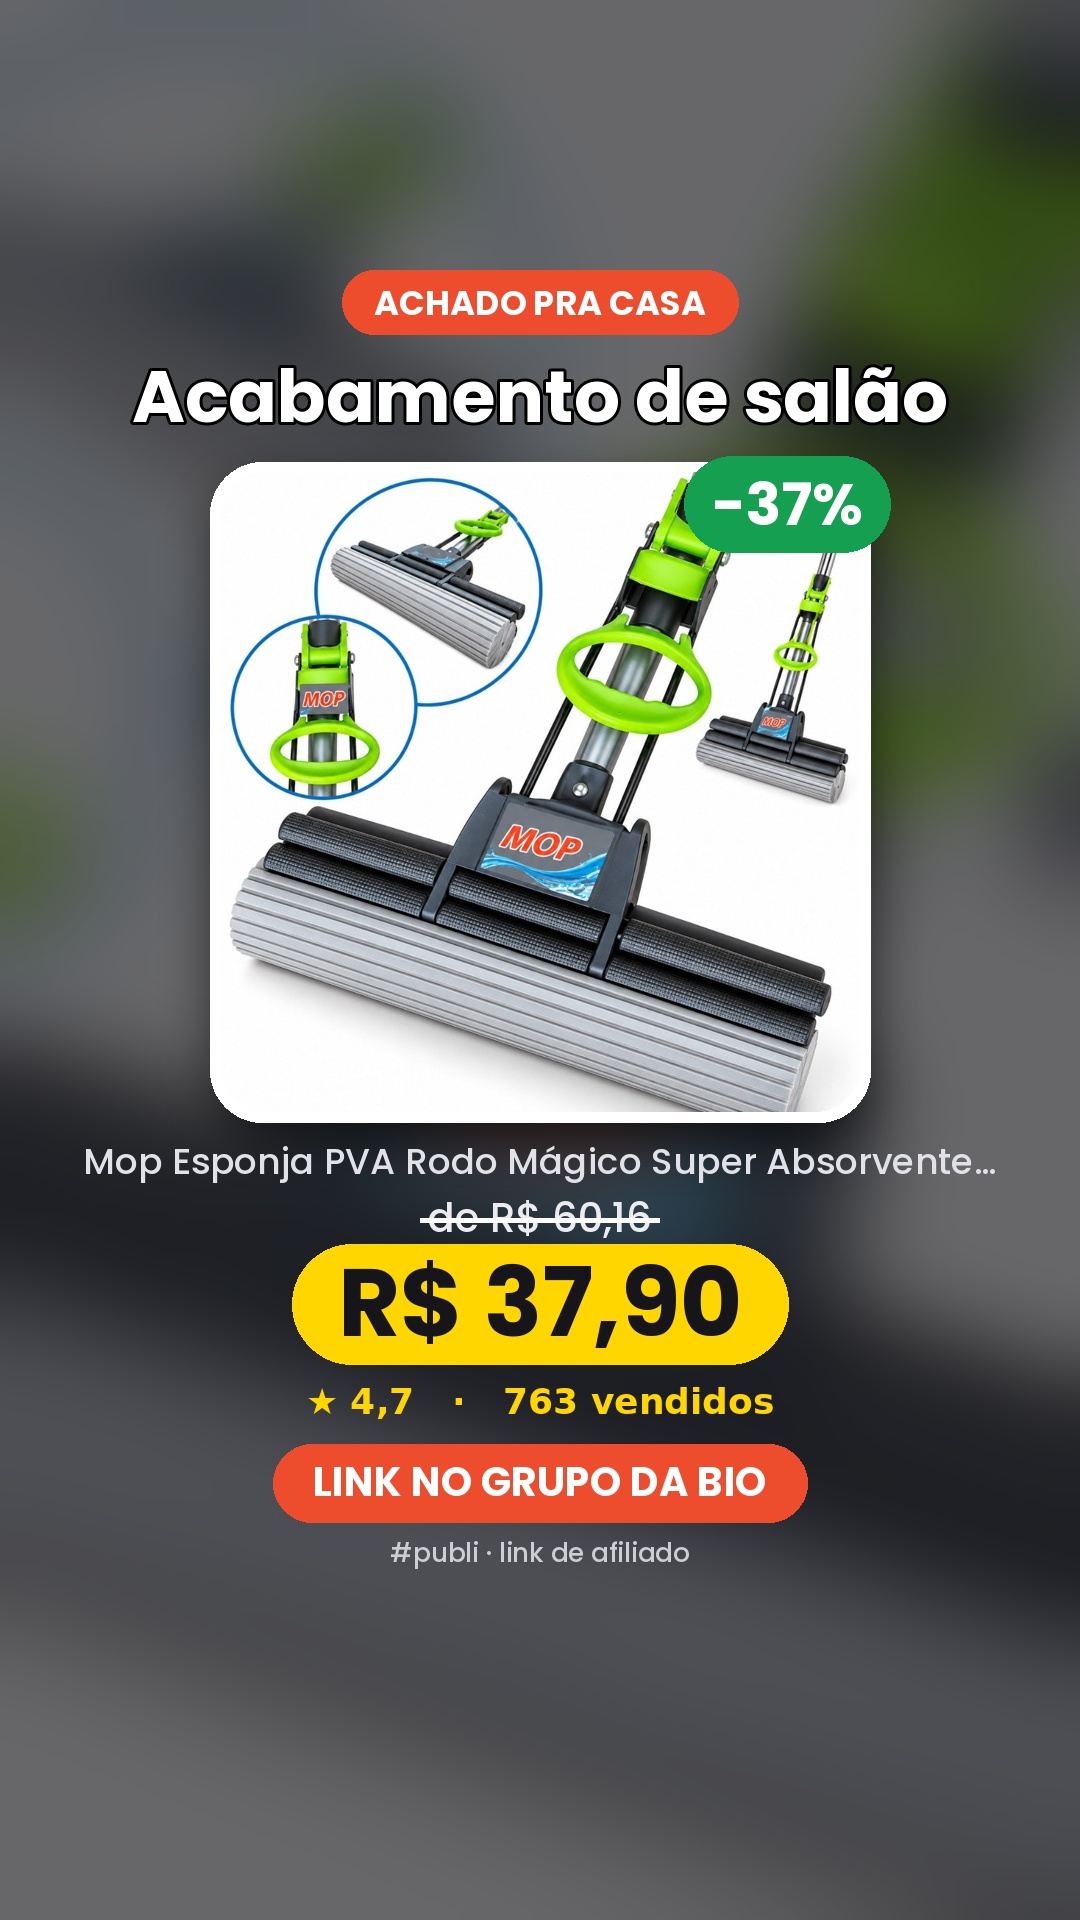 ACHADO PRA CASA
Acabamento de salão
-37%
MOP
MOP
MOP
Mop Esponja PVA Rodo Mágico Super Absorvente...
de R$ 60,16
R$ 37,90
★ 4,7 · 763 vendidos
LINK NO GRUPO DA BIO
#publi · link de afiliado